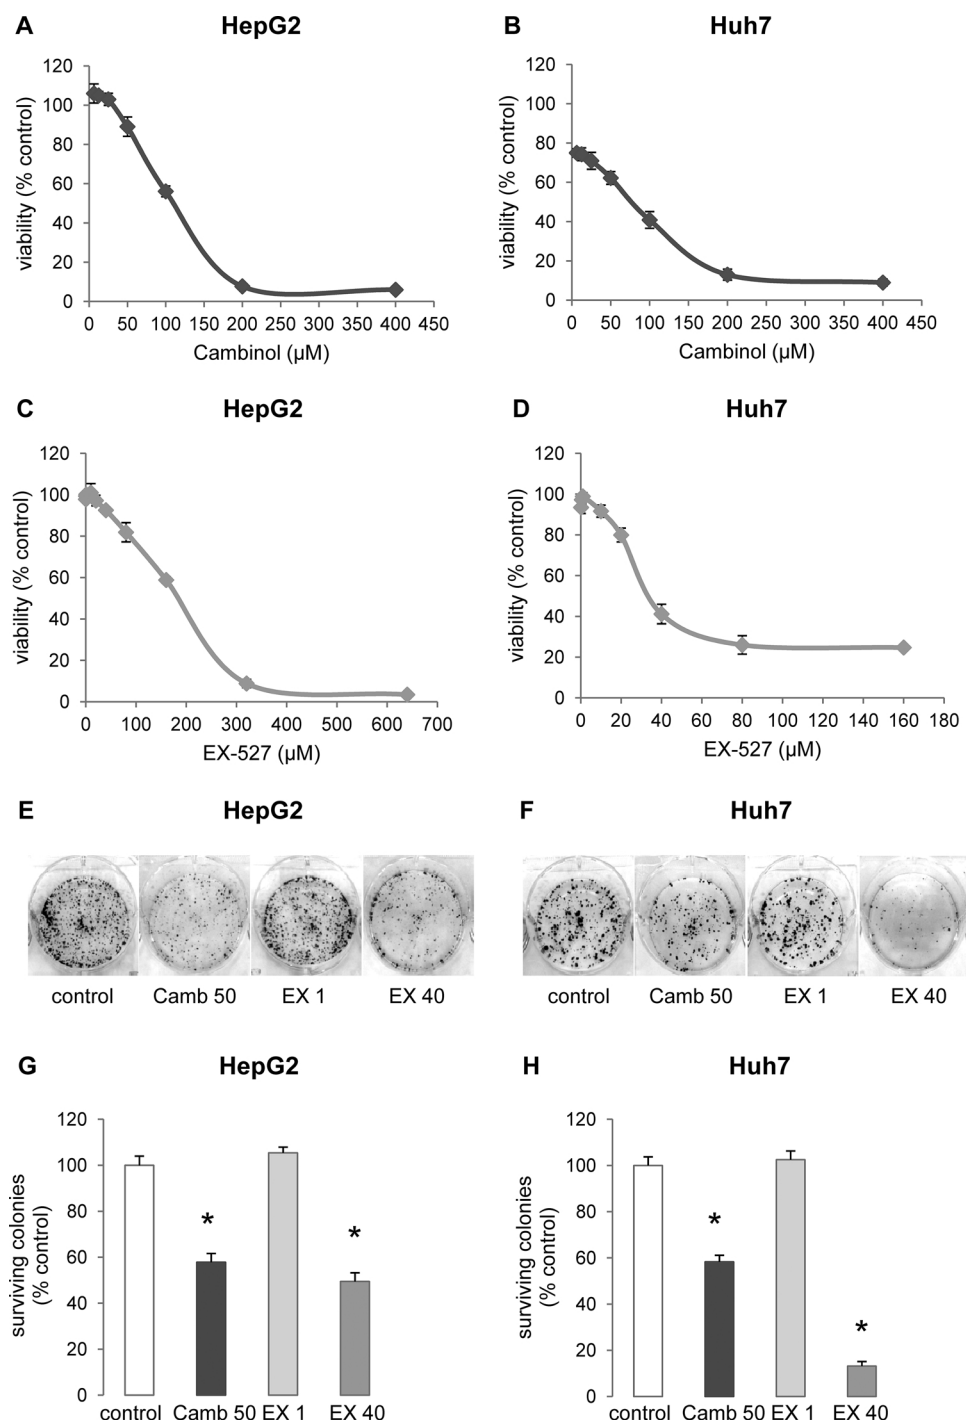 A HepG2
B Huh7
viability (% control)
120
100
80
60
40
20
0
0 50 100 150 200 250 300 350 400 450
Cambinol (µM)
viability (% control)
120
100
80
60
40
20
0
0 50 100 150 200 250 300 350 400 450
Cambinol (µM)
C HepG2
D Huh7
viability (% control)
120
100
80
60
40
20
0
0 100 200 300 400 500 600 700
EX-527 (µM)
viability (% control)
120
100
80
60
40
20
0
0 20 40 60 80 100 120 140 160 180
EX-527 (µM)
E HepG2
F Huh7
control Camb 50 EX 1 EX 40
control Camb 50 EX 1 EX 40
G HepG2
H Huh7
surviving colonies
(% control)
120
100
80
60
40
20
0
* *
control Camb 50 EX 1 EX 40
surviving colonies
(% control)
120
100
80
60
40
20
0
* *
control Camb 50 EX 1 EX 40